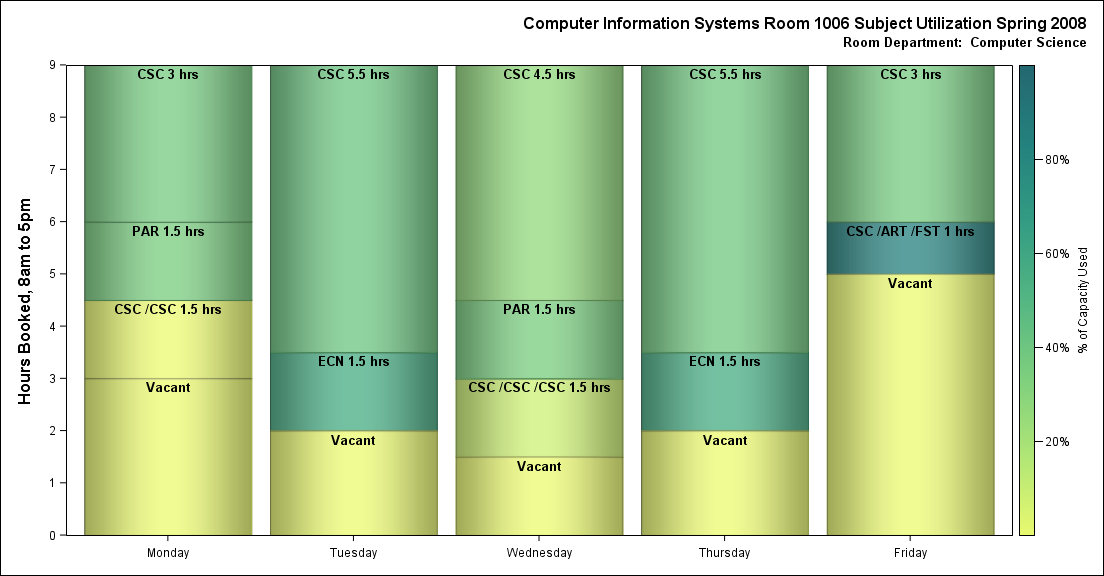 Computer Information Systems Room 1006 Subject Utilization Spring 2008
Room Department:  Computer Science
Hours Booked, 8am to 5pm
9
8
7
6
5
4
3
2
1
0
CSC 3 hrs
PAR 1.5 hrs
CSC /CSC 1.5 hrs
Vacant
CSC 5.5 hrs
ECN 1.5 hrs
Vacant
CSC 4.5 hrs
PAR 1.5 hrs
CSC /CSC /CSC 1.5 hrs
Vacant
CSC 5.5 hrs
ECN 1.5 hrs
Vacant
CSC 3 hrs
CSC /ART /FST 1 hrs
Vacant
Monday
Tuesday
Wednesday
Thursday
Friday
80%
60%
40%
20%
% of Capacity Used